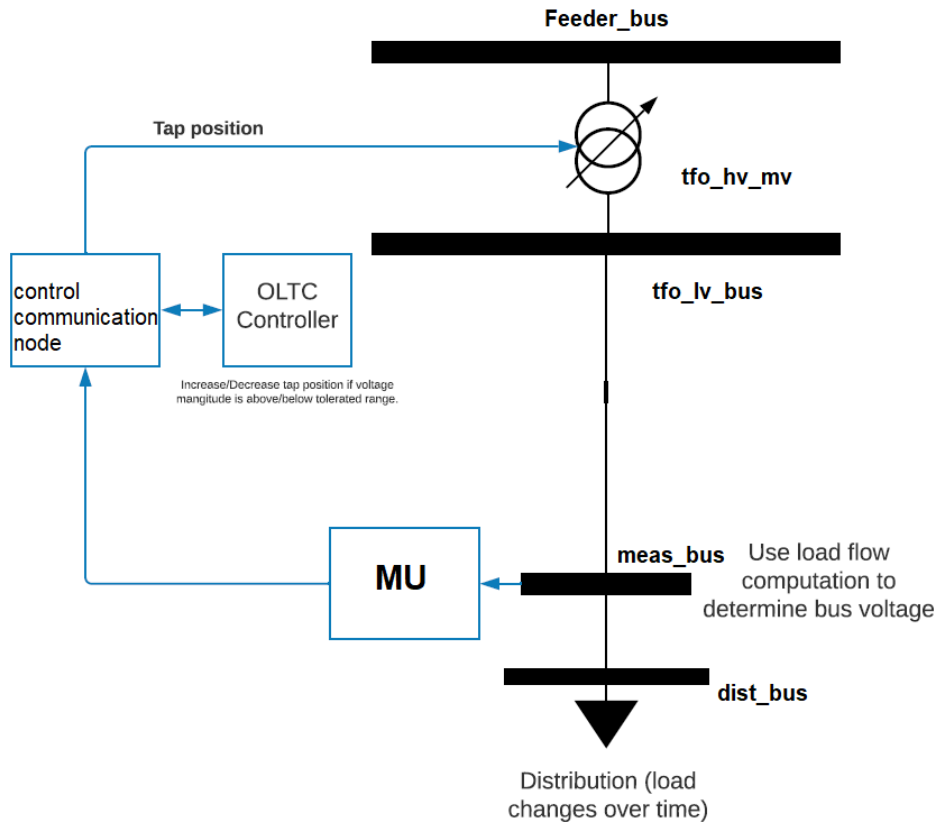 Feeder_bus
Tap position
tfo_hv_mv
control
communication
node
OLTC
Controller
tfo_lv_bus
Increase/Decrease tap position if voltage
mangitude is above/below tolerated range.
MU
meas_bus
Use load flow
computation to
determine bus voltage
dist_bus
Distribution (load
changes over time)